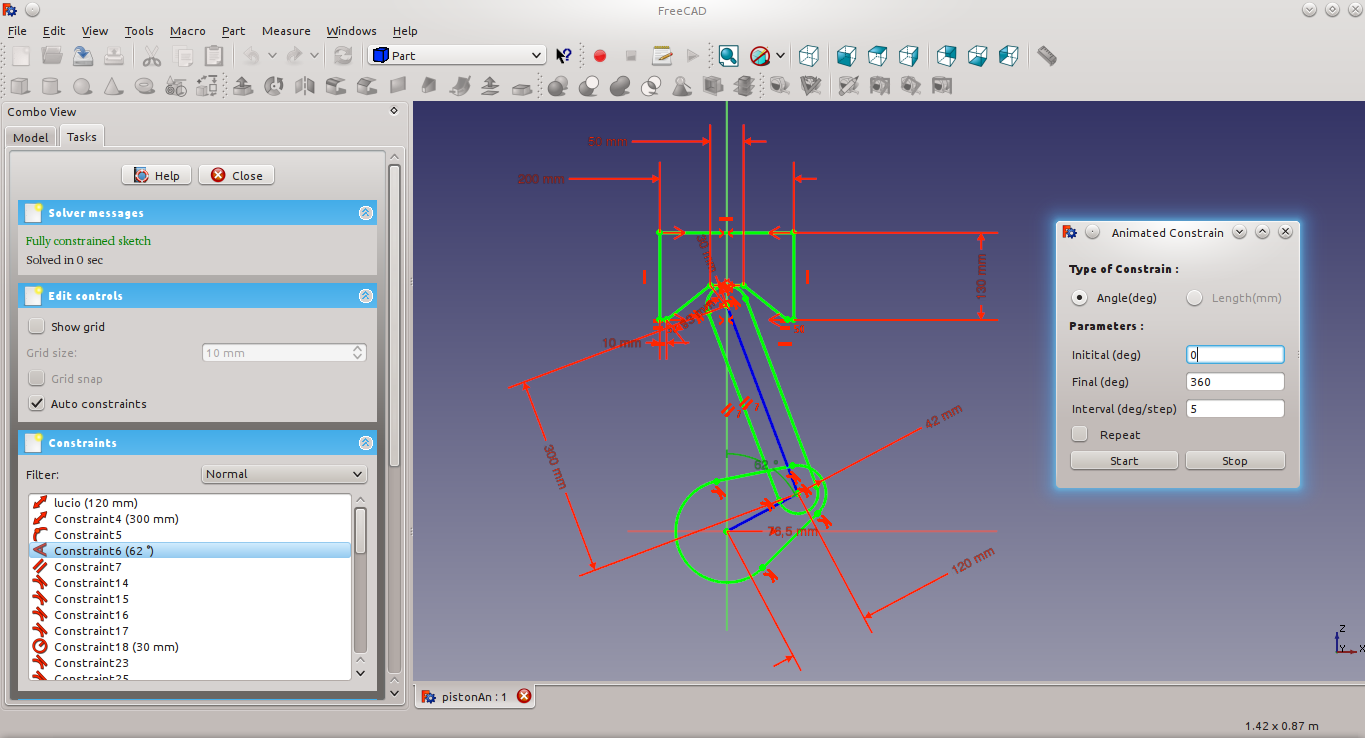 FreeCAD
File Edit View Tools Macro Part Measure Windows Help
Part
Combo View
Model Tasks
Help Close
Solver messages
Fully constrained sketch
Solved in 0 sec
Edit controls
Show grid
Grid size: 10 mm
Grid snap
Auto constraints
Constraints
Filter: Normal
lucio (120 mm)
Constraint4 (300 mm)
Constraint5
Constraint6 (62 °)
Constraint7
Constraint14
Constraint15
Constraint16
Constraint17
Constraint18 (30 mm)
Constraint23
Constraint25
200 mm
130 mm
10 mm
300 mm
62 °
42 mm
76,5 mm
120 mm
Animated Constrain
Type of Constrain :
Angle(deg) Length(mm)
Parameters :
Initital (deg) 0
Final (deg) 360
Interval (deg/step) 5
Repeat
Start Stop
Z
Y X
pistonAn : 1
1.42 x 0.87 m